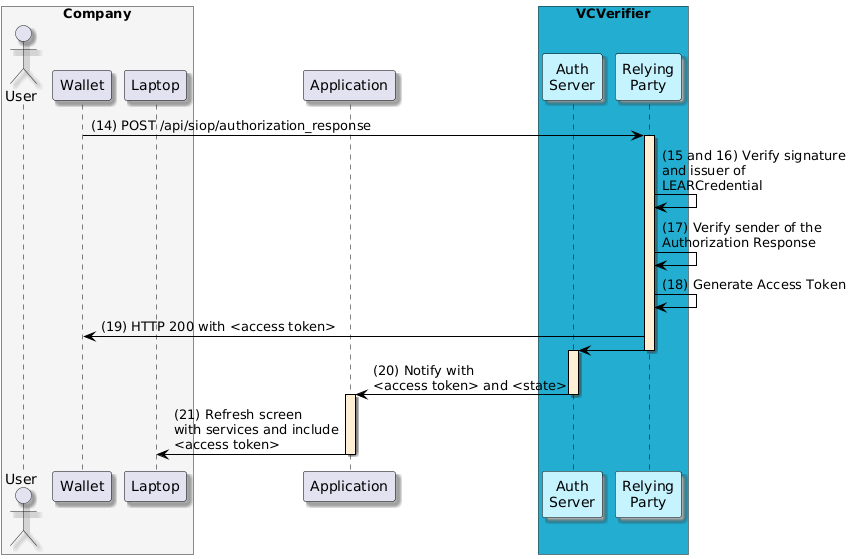 Company
VCVerifier
User
Wallet
Laptop
Application
Auth
Server
Relying
Party
(14) POST /api/siop/authorization_response
(15 and 16) Verify signature
and issuer of
LEARCredential
(17) Verify sender of the
Authorization Response
(18) Generate Access Token
(19) HTTP 200 with <access token>
(20) Notify with
<access token> and <state>
(21) Refresh screen
with services and include
<access token>
User
Wallet
Laptop
Application
Auth
Server
Relying
Party